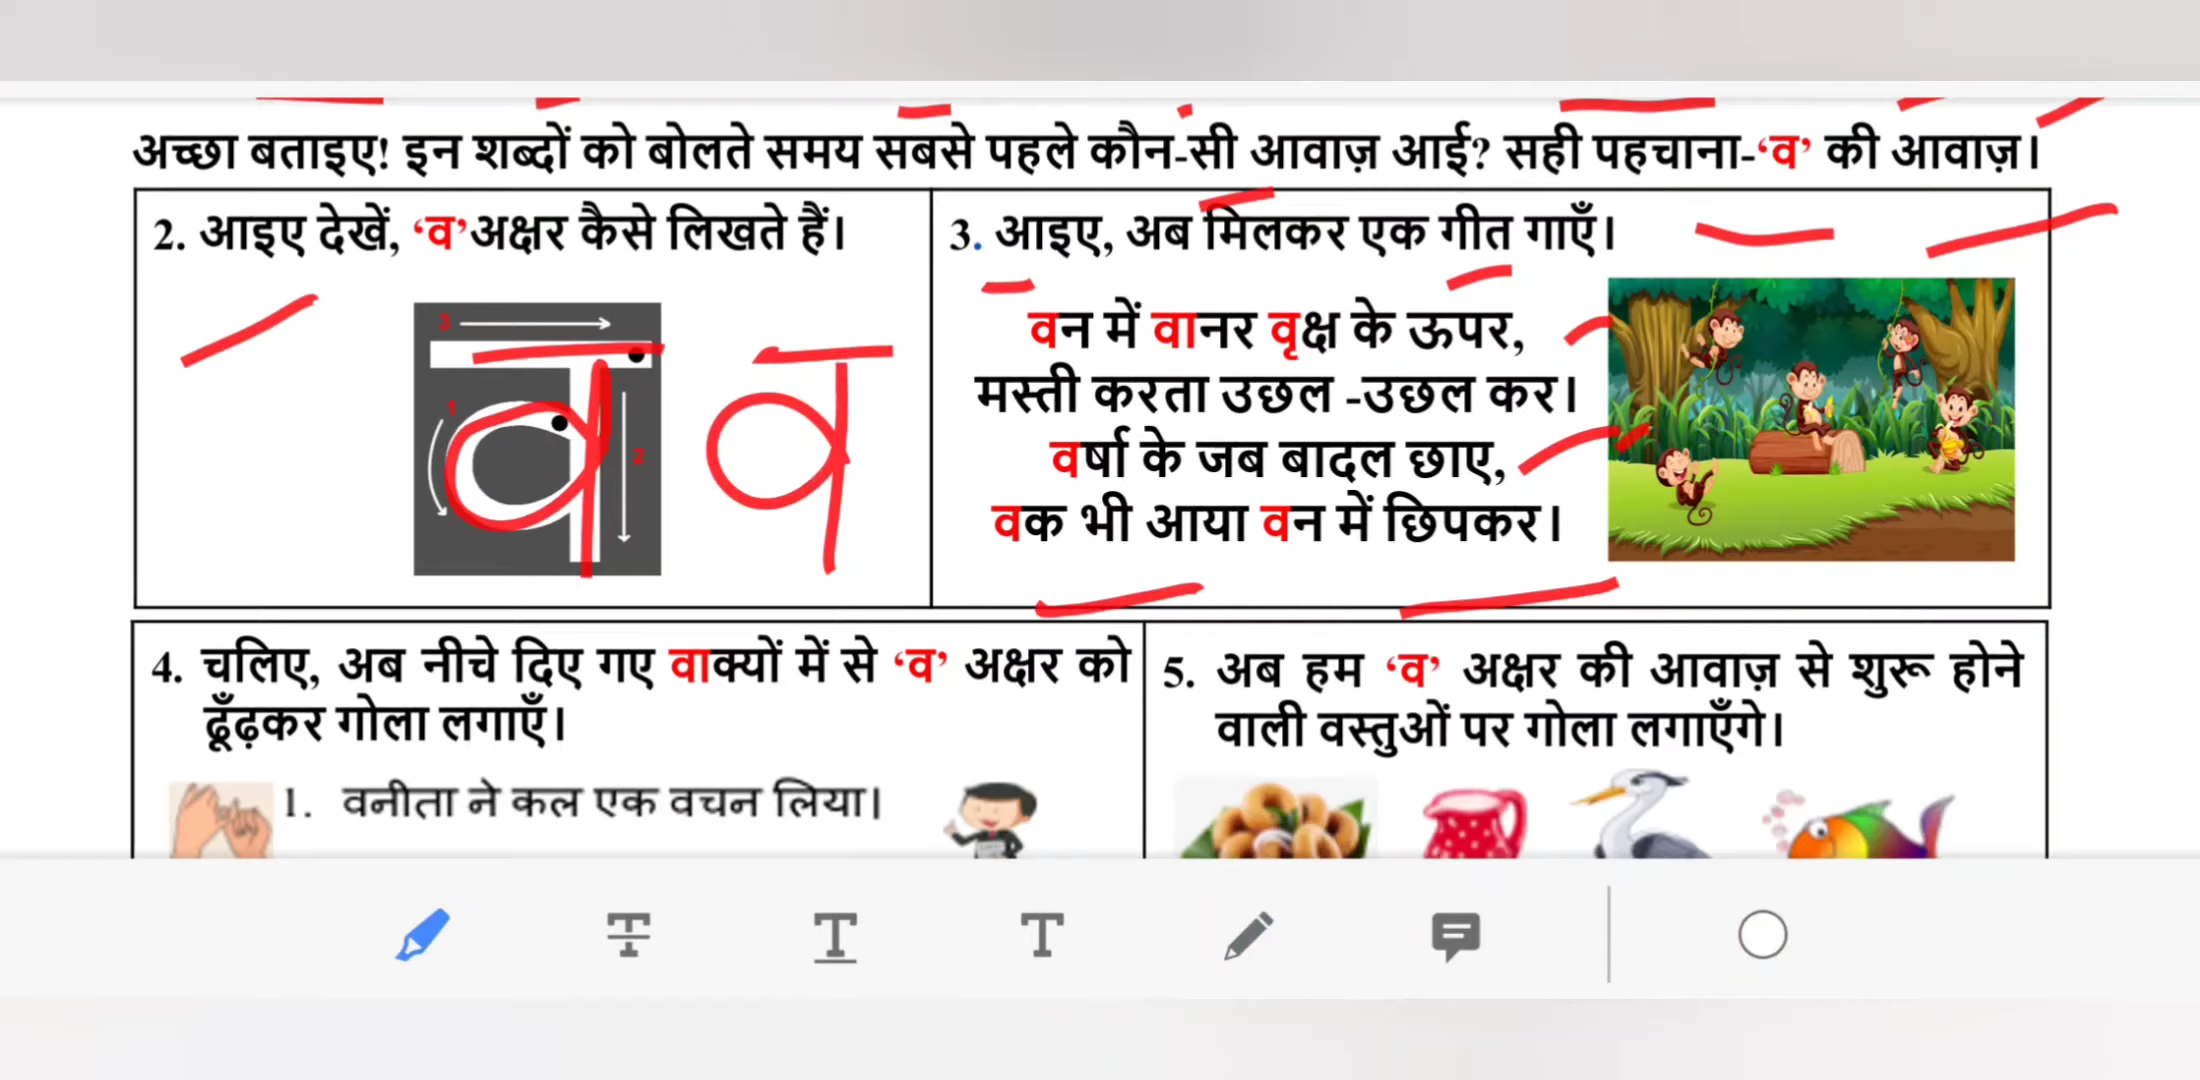 अच्छा बताइए! इन शब्दों को बोलते समय सबसे पहले कौन-सी आवाज़ आई? सही पहचाना-‘व’ की आवाज़।
2. आइए देखें, ‘व’अक्षर कैसे लिखते हैं।
3
1
2
व
व
3. आइए, अब मिलकर एक गीत गाएँ।
वन में वानर वृक्ष के ऊपर,
मस्ती करता उछल -उछल कर।
वर्षा के जब बादल छाए,
वक भी आया वन में छिपकर।
4. चलिए, अब नीचे दिए गए वाक्यों में से ‘व’ अक्षर को
ढूँढ़कर गोला लगाएँ।
1. वनीता ने कल एक वचन लिया।
5. अब हम ‘व’ अक्षर की आवाज़ से शुरू होने
वाली वस्तुओं पर गोला लगाएँगे।